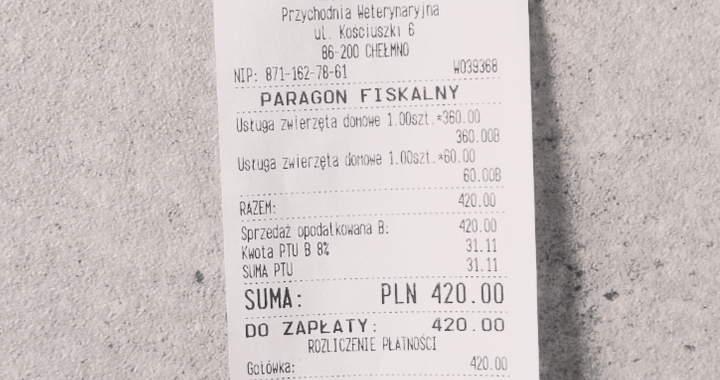 Przychodnia Weterynaryjna
ul. Kościuszki 6
86-200 CHEŁMNO
NIP: 871-162-78-61 W039368
PARAGON FISKALNY
Usługa zwierzęta domowe 1.00szt.*360.00
360.00B
Usługa zwierzęta domowe 1.00szt.*60.00
60.00B
RAZEM: 420.00
Sprzedaż opodatkowana B: 420.00
Kwota PTU B 8% 31.11
SUMA PTU 31.11
SUMA: PLN 420.00
DO ZAPŁATY: 420.00
ROZLICZENIE PŁATNOŚCI
Gotówka: 420.00